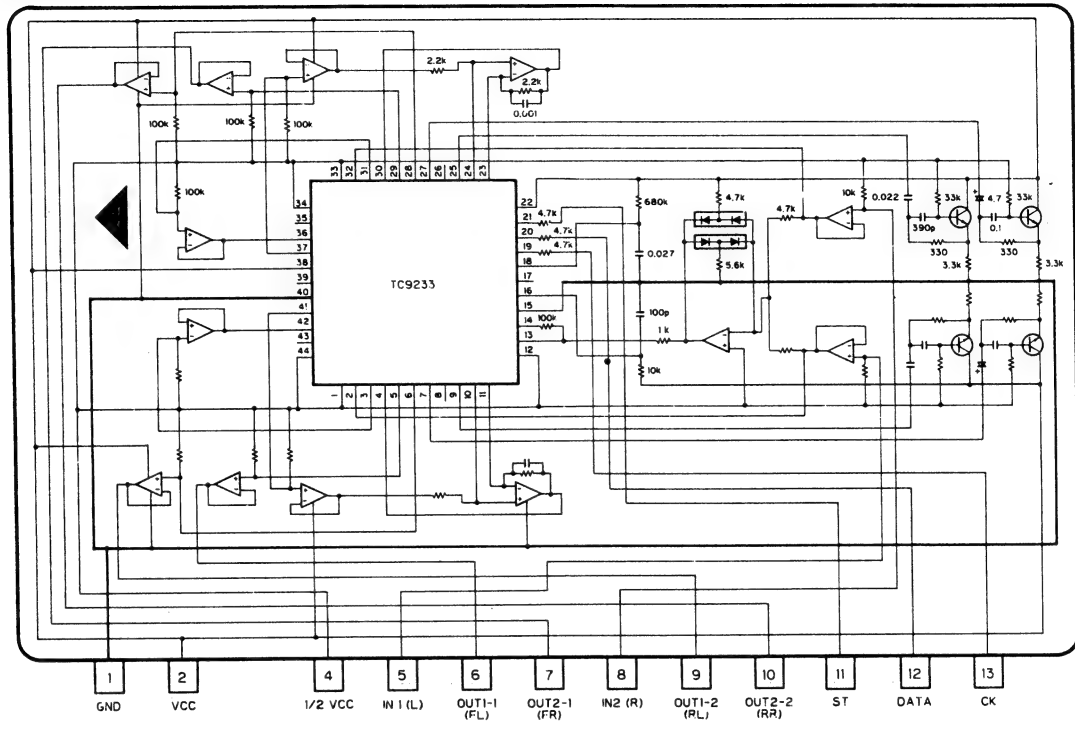 2.2k
2.2k
0.001
100k
100k
100k
100k
33
32
31
30
29
28
27
26
25
24
23
34
35
36
37
38
39
40
41
42
43
44
TC9233
22
21
20
19
18
17
16
15
14
13
12
1
2
3
4
5
6
7
8
9
10
11
4.7k
4.7k
4.7k
680k
4.7k
0.027
5.6k
100p
100k
1k
10k
4.7k
10k
0.022
33k
390p
330
3.3k
4.7
33k
0.1
330
3.3k
1
2
4
5
6
7
8
9
10
11
12
13
GND
VCC
1/2 VCC
IN 1 (L)
OUT1-1
(FL)
OUT2-1
(FR)
IN2 (R)
OUT1-2
(RL)
OUT2-2
(RR)
ST
DATA
CK